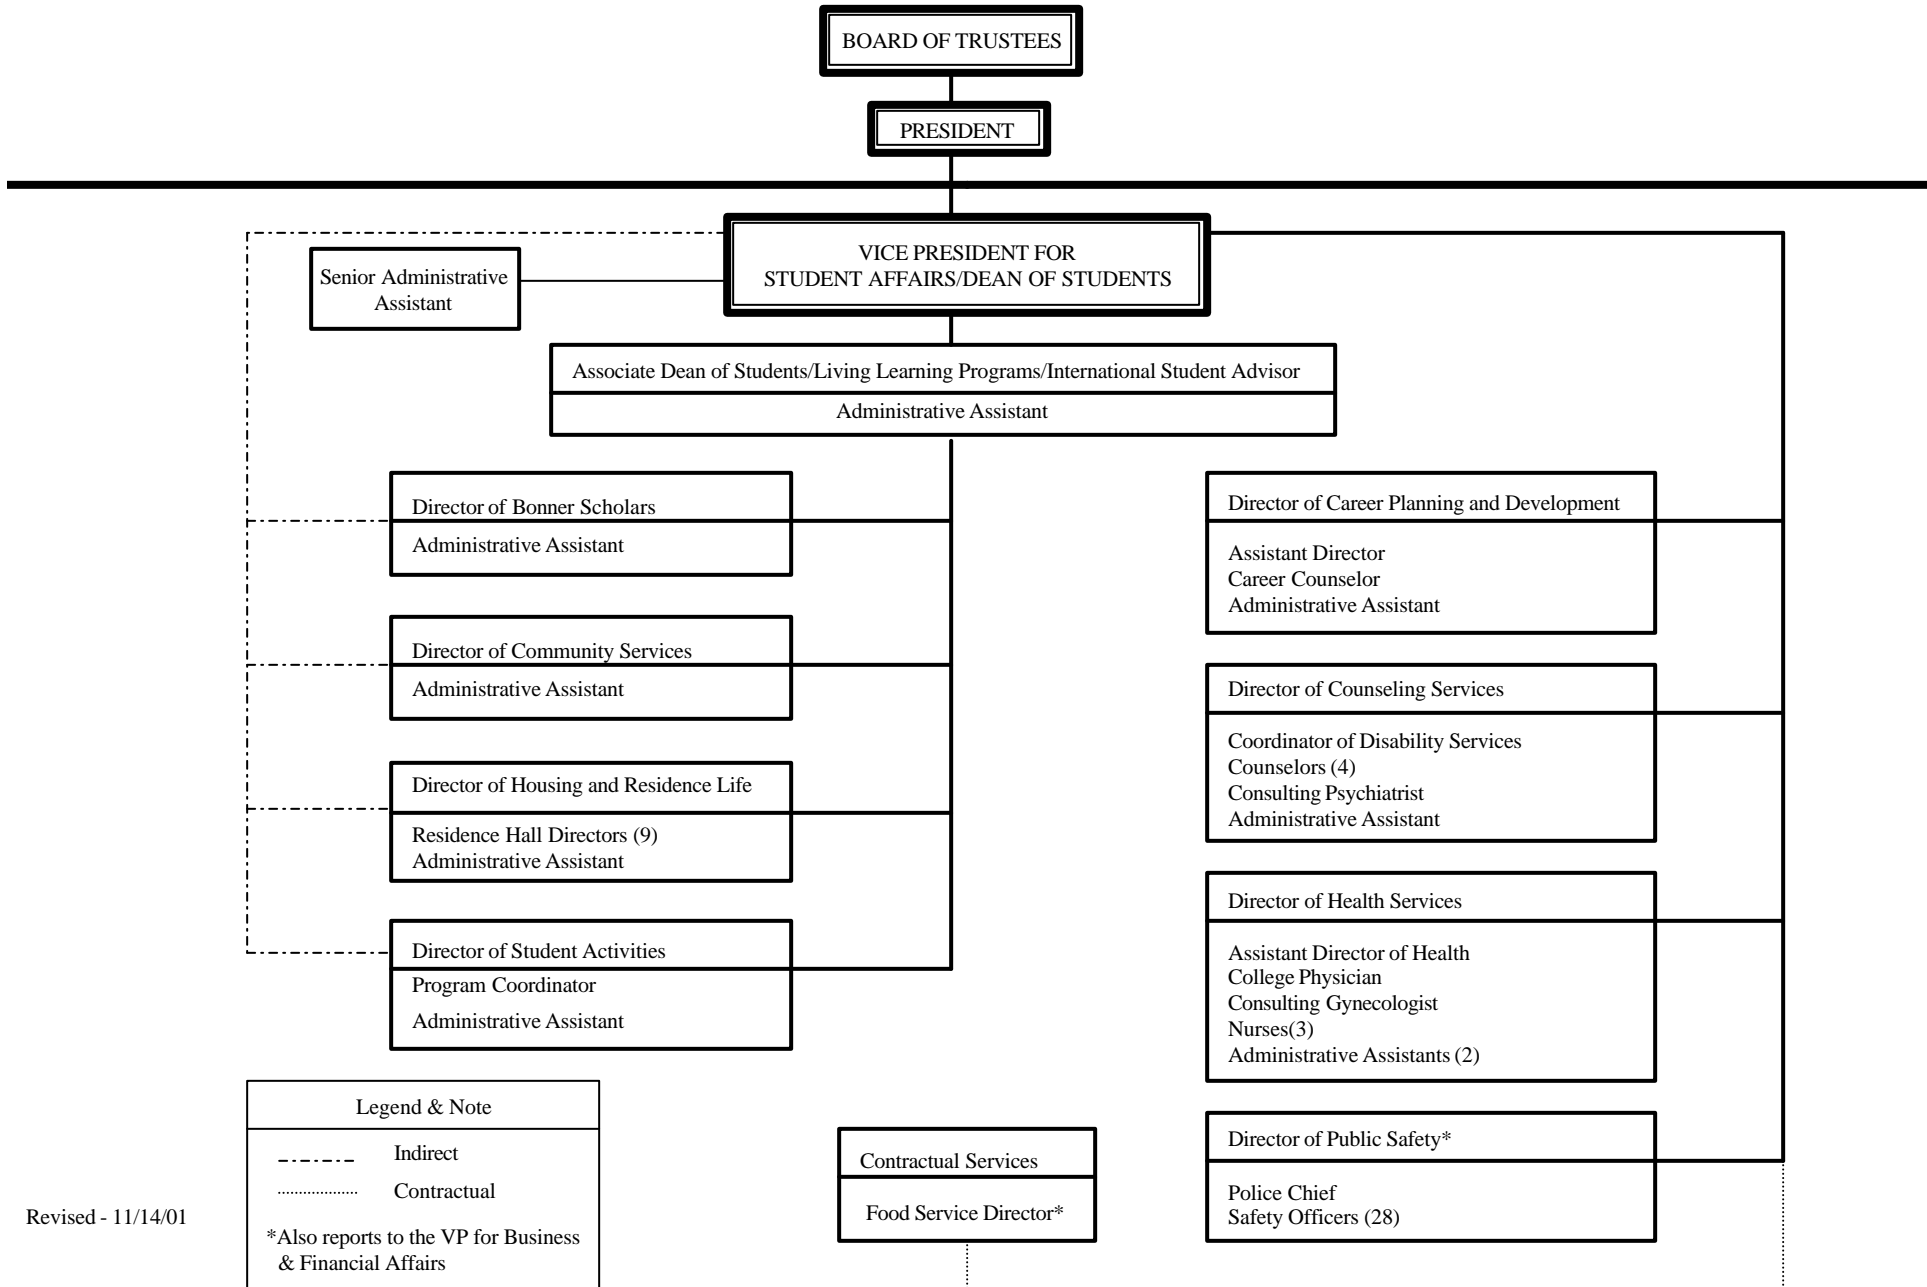 BOARD OF TRUSTEES
PRESIDENT
VICE PRESIDENT FOR
STUDENT AFFAIRS/DEAN OF STUDENTS
Senior Administrative
Assistant
Associate Dean of Students/Living Learning Programs/International Student Advisor
Administrative Assistant
Director of Bonner Scholars
Administrative Assistant
Director of Community Services
Administrative Assistant
Director of Housing and Residence Life
Residence Hall Directors (9)
Administrative Assistant
Director of Student Activities
Program Coordinator
Administrative Assistant
Director of Career Planning and Development
Assistant Director
Career Counselor
Administrative Assistant
Director of Counseling Services
Coordinator of Disability Services
Counselors (4)
Consulting Psychiatrist
Administrative Assistant
Director of Health Services
Assistant Director of Health
College Physician
Consulting Gynecologist
Nurses(3)
Administrative Assistants (2)
Director of Public Safety*
Police Chief
Safety Officers (28)
Contractual Services
Food Service Director*
Legend & Note
Indirect
Contractual
*Also reports to the VP for Business
& Financial Affairs
Revised - 11/14/01